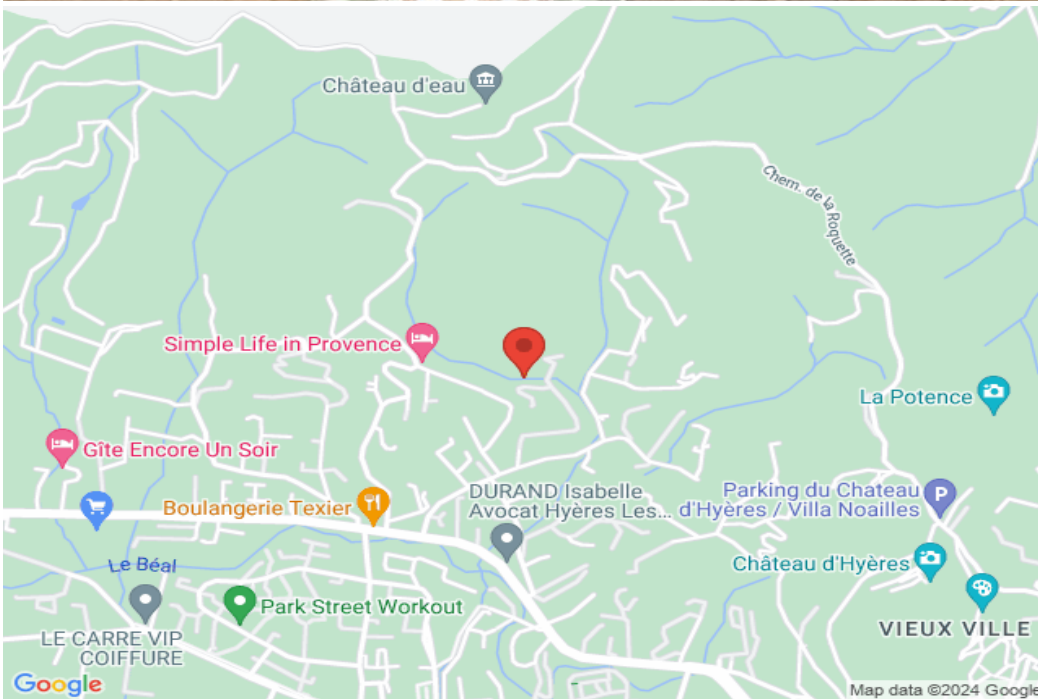 Château d'eau
Chem. de la Roquette
Simple Life in Provence
La Potence
Gîte Encore Un Soir
DURAND Isabelle
Avocat Hyères Les...
Parking du Chateau
d'Hyères / Villa Noailles
P
Boulangerie Texier
Le Béal
Château d'Hyères
Park Street Workout
VIEUX VILLE
LE CARRE VIP
COIFFURE
Google
Map data ©2024 Google